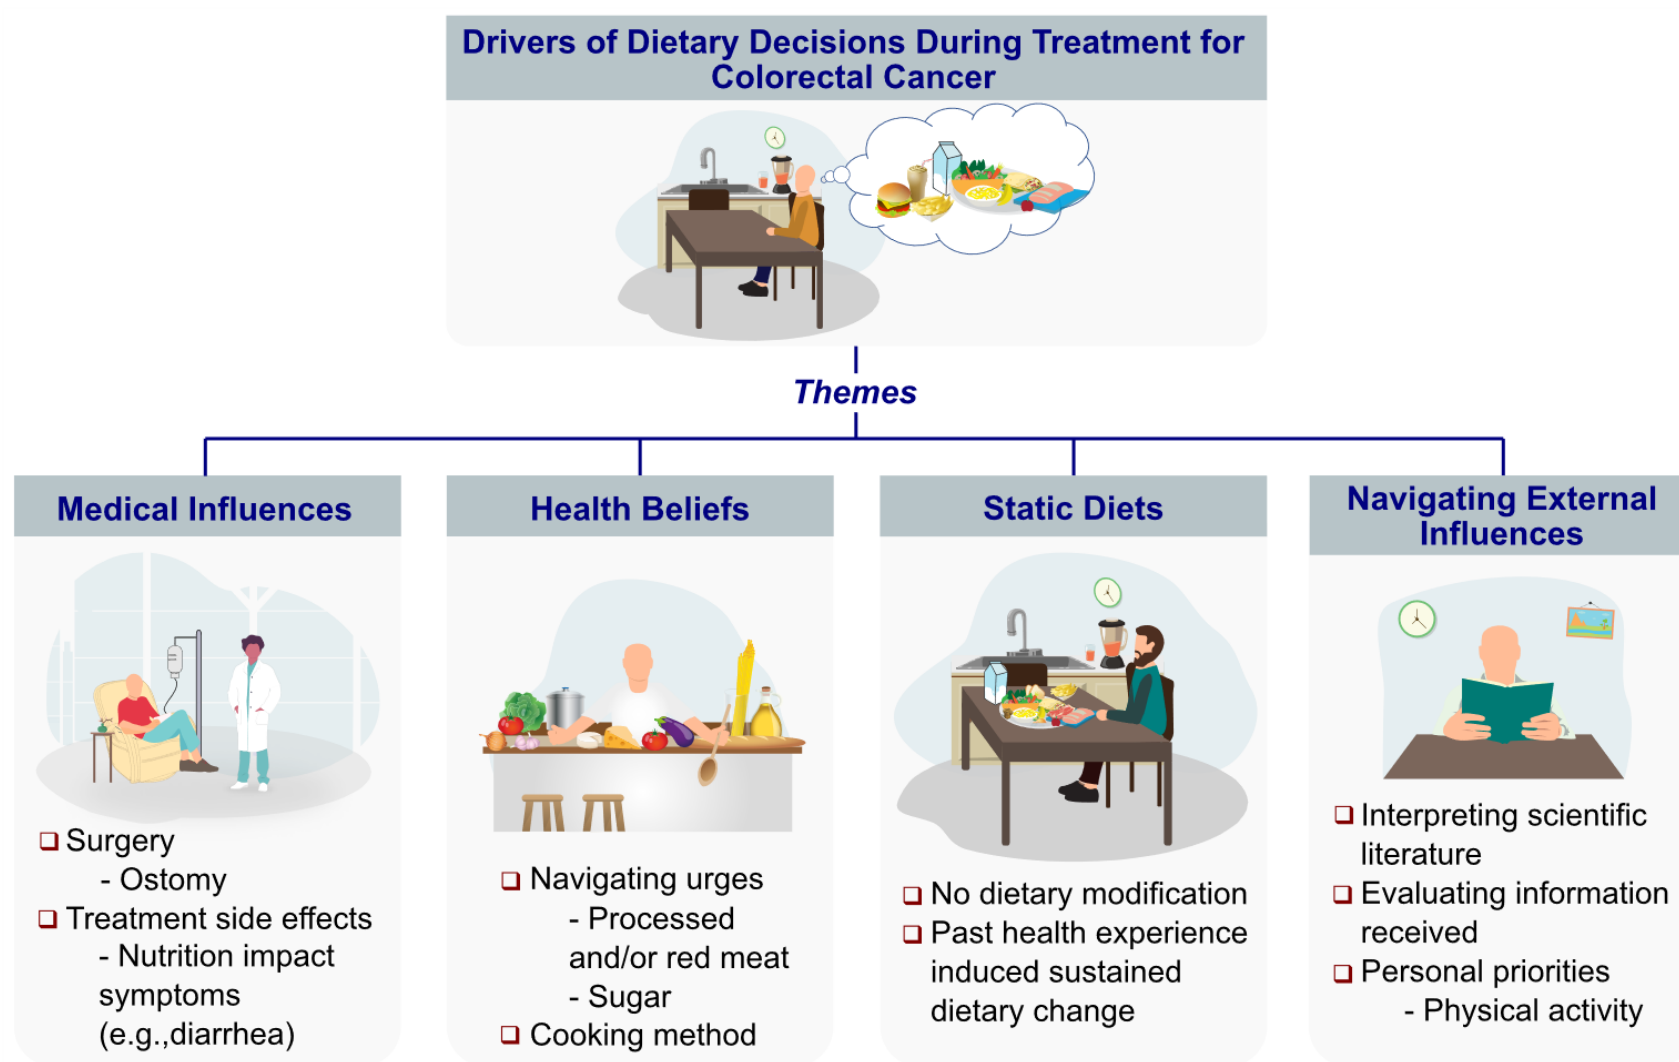 Drivers of Dietary Decisions During Treatment for
Colorectal Cancer
Themes
Medical Influences
Surgery
- Ostomy
Treatment side effects
- Nutrition impact
symptoms
(e.g.,diarrhea)
Health Beliefs
Navigating urges
- Processed
and/or red meat
- Sugar
Cooking method
Static Diets
No dietary modification
Past health experience
induced sustained
dietary change
Navigating External
Influences
Interpreting scientific
literature
Evaluating information
received
Personal priorities
- Physical activity